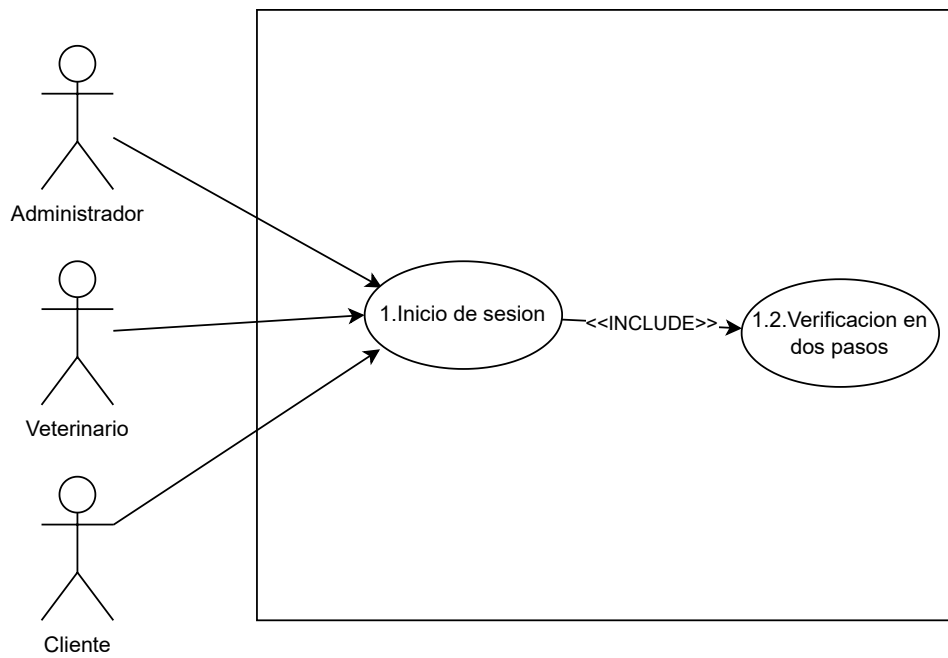 Administrador
Veterinario
Cliente
1.Inicio de sesion
<<INCLUDE>>
1.2.Verificacion en
dos pasos